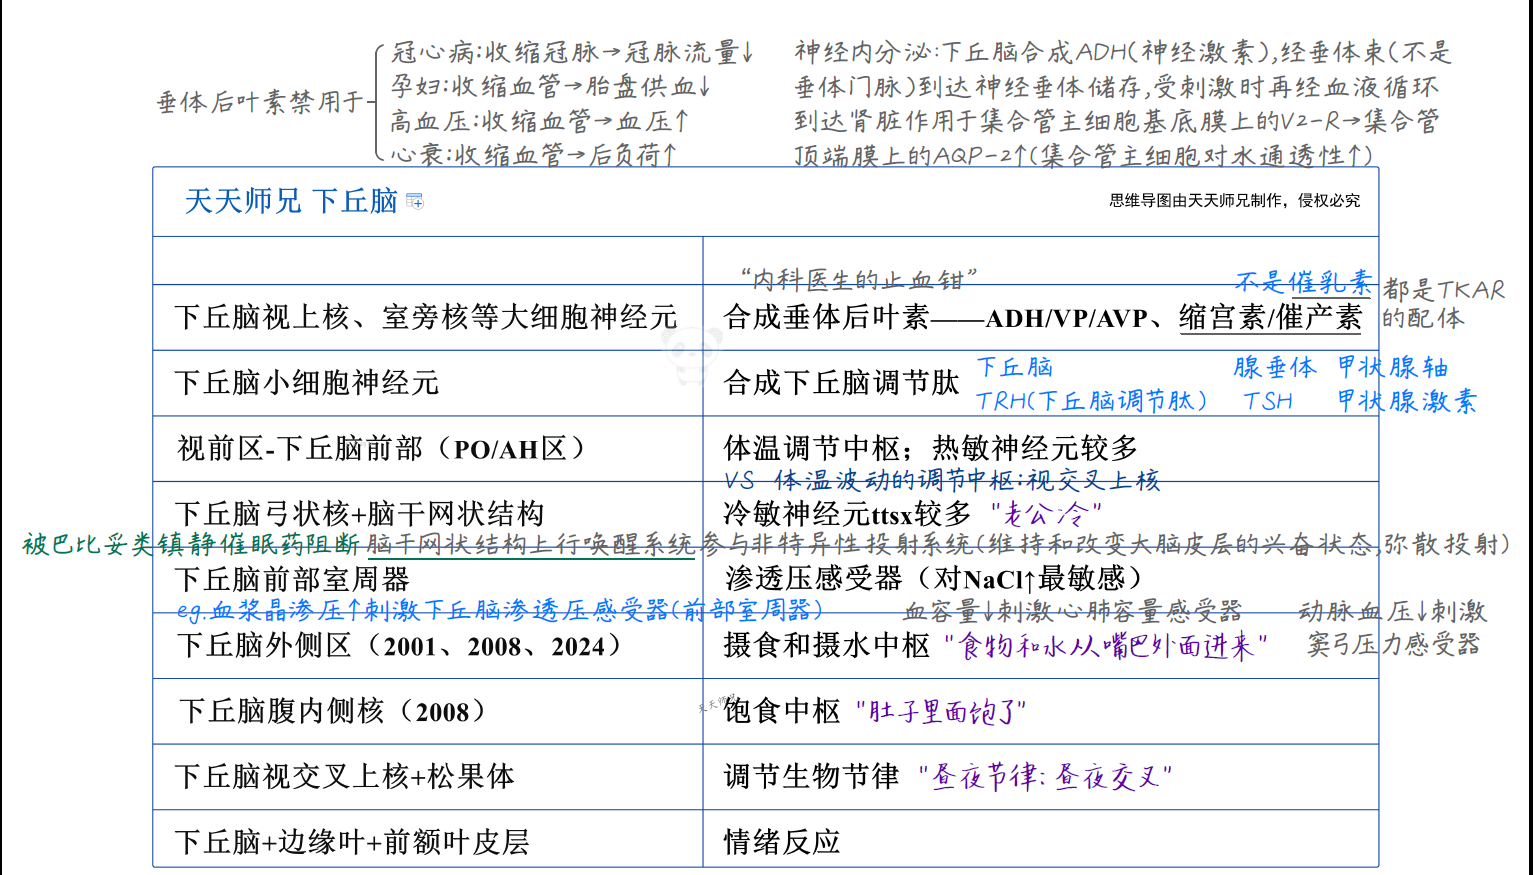 垂体后叶素禁用于
冠心病:收缩冠脉→冠脉流量↓
孕妇:收缩血管→胎盘供血↓
高血压:收缩血管→血压↑
心衰:收缩血管→后负荷↑
神经内分泌:下丘脑合成ADH(神经激素),经垂体束(不是
垂体门脉)到达神经垂体储存,受刺激时再经血液循环
到达肾脏作用于集合管主细胞基底膜上的V2-R→集合管
顶端膜上的AQP-2↑(集合管主细胞对水通透性↑)
天天师兄 下丘脑
思维导图由天天师兄制作，侵权必究
“内科医生的止血钳”
不是催乳素
都是TKAR
的配体
下丘脑视上核、室旁核等大细胞神经元
合成垂体后叶素——ADH/VP/AVP、缩宫素/催产素
下丘脑小细胞神经元
合成下丘脑调节肽
下丘脑 腺垂体 甲状腺轴
TRH(下丘脑调节肽) TSH 甲状腺激素
视前区-下丘脑前部（PO/AH区）
体温调节中枢；热敏神经元较多
VS 体温波动的调节中枢:视交叉上核
下丘脑弓状核+脑干网状结构
冷敏神经元ttsx较多 "老公冷"
被巴比妥类镇静催眠药阻断 脑干网状结构上行唤醒系统参与非特异性投射系统(维持和改变大脑皮层的兴奋状态,弥散投射)
下丘脑前部室周器
渗透压感受器（对NaCl↑最敏感）
eg.血浆晶渗压↑刺激下丘脑渗透压感受器(前部室周器)
血容量↓刺激心肺容量感受器
动脉血压↓刺激
窦弓压力感受器
下丘脑外侧区（2001、2008、2024）
摄食和摄水中枢 "食物和水从嘴巴外面进来"
下丘脑腹内侧核（2008）
天天师兄
饱食中枢 "肚子里面饱了"
下丘脑视交叉上核+松果体
调节生物节律 "昼夜节律:昼夜交叉"
下丘脑+边缘叶+前额叶皮层
情绪反应